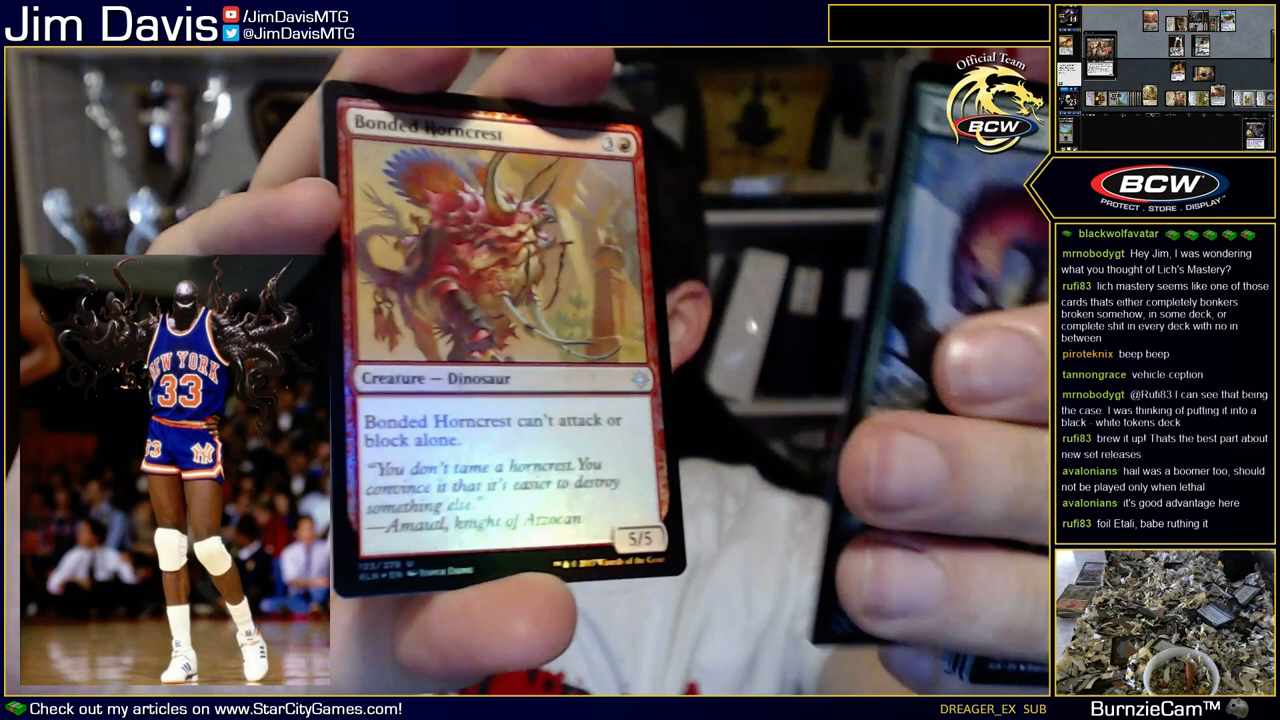 Jim Davis
/JimDavisMTG
@JimDavisMTG
Official Team
BCW
BCW
PROTECT . STORE . DISPLAY™
Bonded Horncrest
3
Creature — Dinosaur
Bonded Horncrest can't attack or
block alone.
"You don't tame a horncrest. You
convince it that it's easier to destroy
something else."
—Amautl, knight of Atzocan
5/5
NEW YORK
33
33
NY
blackwolfavatar
mrnobodygt Hey Jim, I was wondering
what you thought of Lich's Mastery?
rufi83 lich mastery seems like one of those
cards thats either completely bonkers
broken somehow, in some deck, or
complete shit in every deck with no in
between
piroteknix beep beep
tannongrace vehicle-ception
mrnobodygt @Rufi83 I can see that being
the case. I was thinking of putting it into a
black - white tokens deck
rufi83 brew it up! Thats the best part about
new set releases
avalonians hail was a boomer too, should
not be played only when lethal
avalonians it's good advantage here
rufi83 foil Etali, babe ruthing it
Check out my articles on www.StarCityGames.com!
DREAGER_EX SUB
BurnzieCam™